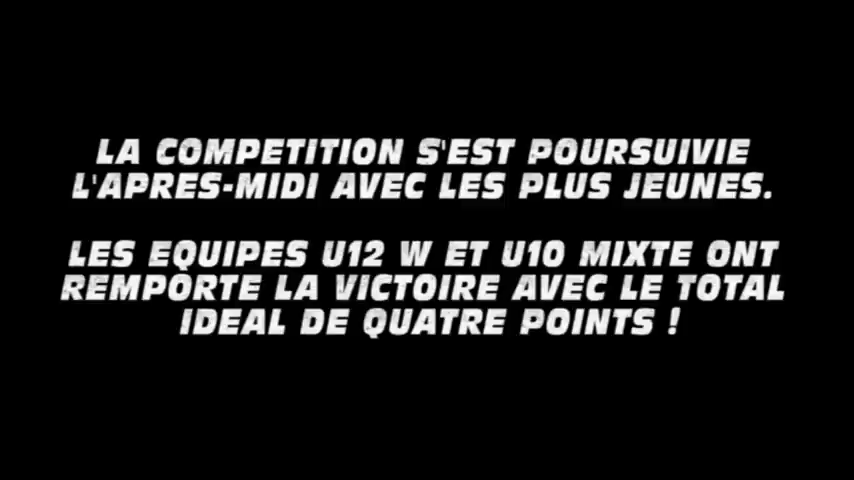 LA COMPETITION S'EST POURSUIVIE
L'APRES-MIDI AVEC LES PLUS JEUNES.
LES EQUIPES U12 W ET U10 MIXTE ONT
REMPORTE LA VICTOIRE AVEC LE TOTAL
IDEAL DE QUATRE POINTS !